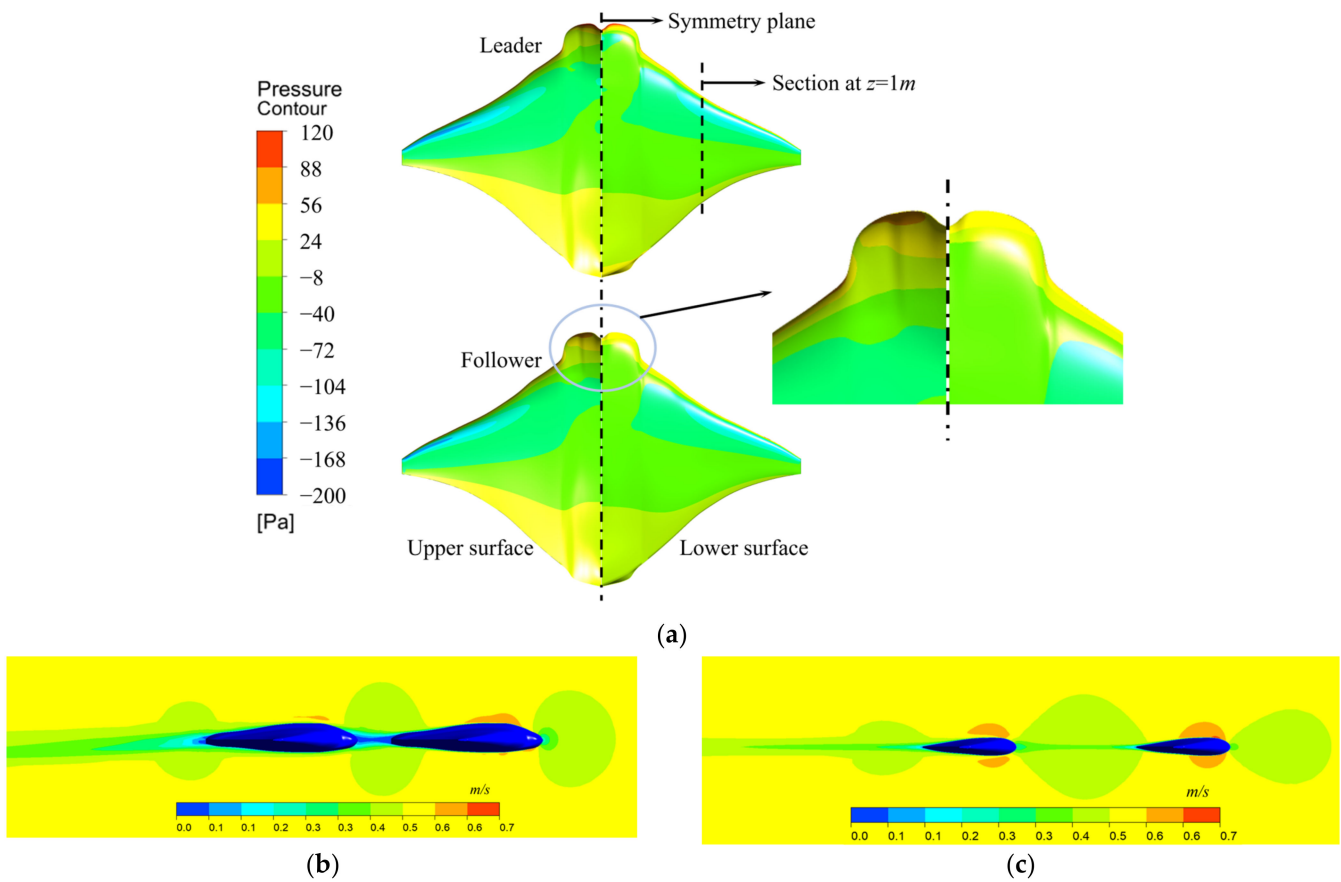 Symmetry plane
Leader
Section at z=1m
Pressure
Contour
120
88
56
24
−8
−40
−72
−104
−136
−168
−200
[Pa]
Follower
Upper surface
Lower surface
(a)
m/s
0.0 0.1 0.1 0.2 0.3 0.3 0.4 0.5 0.6 0.6 0.7
(b)
m/s
0.0 0.1 0.1 0.2 0.3 0.3 0.4 0.5 0.6 0.6 0.7
(c)